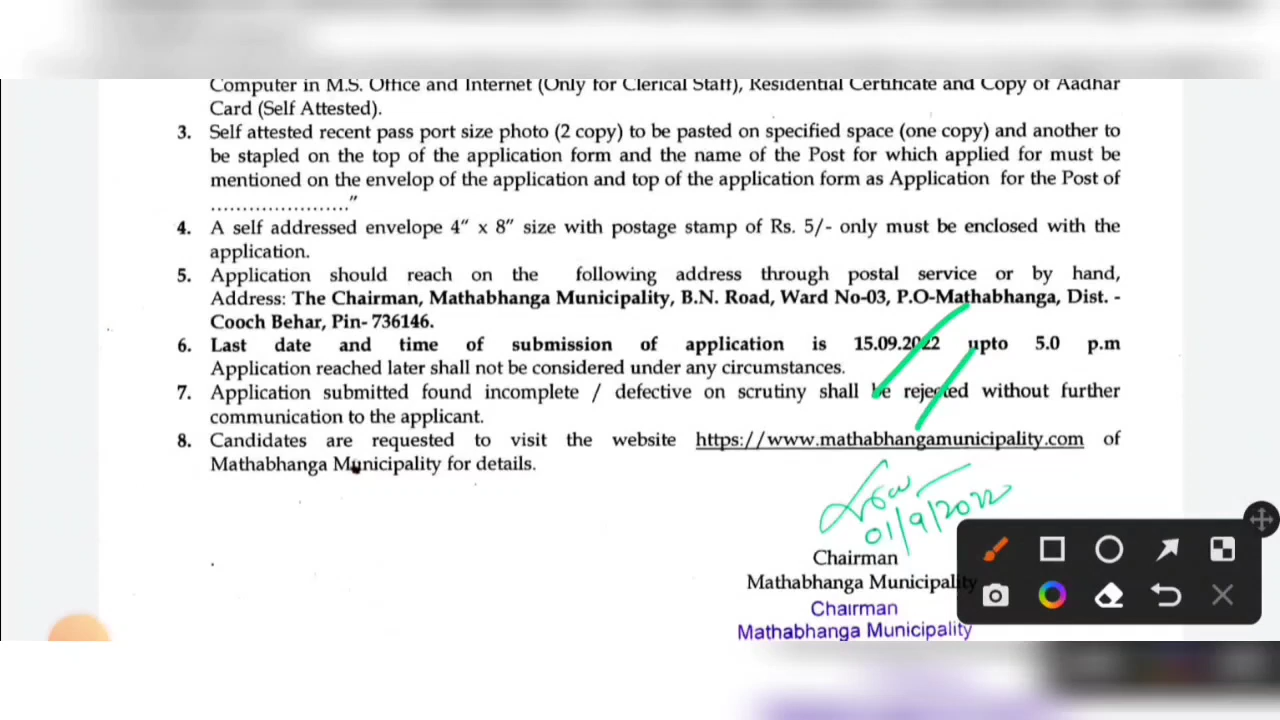 Computer in M.S. Office and Internet (Only for Clerical Staff), Residential Certificate and Copy of Aadhar
Card (Self Attested).
3. Self attested recent pass port size photo (2 copy) to be pasted on specified space (one copy) and another to
be stapled on the top of the application form and the name of the Post for which applied for must be
mentioned on the envelop of the application and top of the application form as Application for the Post of
......................”
4. A self addressed envelope 4” x 8” size with postage stamp of Rs. 5/- only must be enclosed with the
application.
5. Application should reach on the following address through postal service or by hand,
Address: The Chairman, Mathabhanga Municipality, B.N. Road, Ward No-03, P.O-Mathabhanga, Dist. -
Cooch Behar, Pin- 736146.
6. Last date and time of submission of application is 15.09.2022 upto 5.0 p.m
Application reached later shall not be considered under any circumstances.
7. Application submitted found incomplete / defective on scrutiny shall be rejected without further
communication to the applicant.
8. Candidates are requested to visit the website https://www.mathabhangamunicipality.com of
Mathabhanga Municipality for details.
01/9/2022
Chairman
Mathabhanga Municipality
Chairman
Mathabhanga Municipality